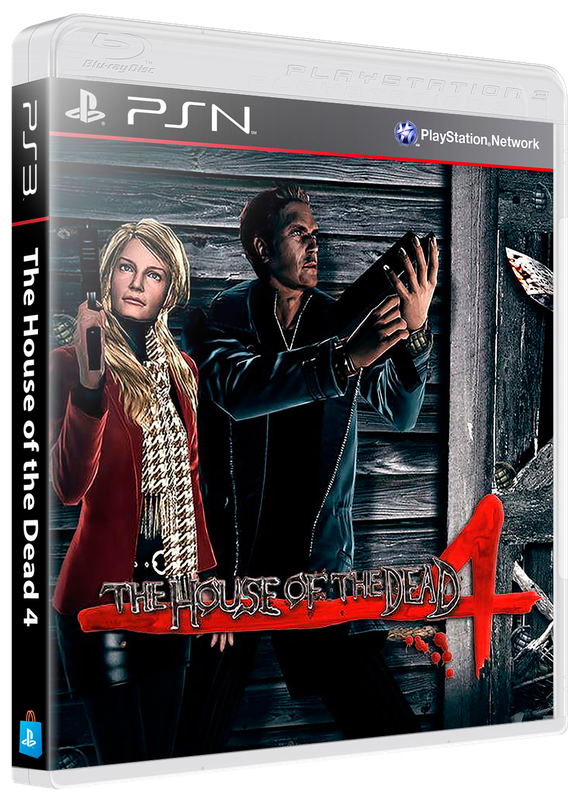 Blu-ray Disc
PLAYSTATION 3
PSN
PlayStation®Network
PS3
The House of the Dead 4
THE HOUSE OF THE DEAD 4